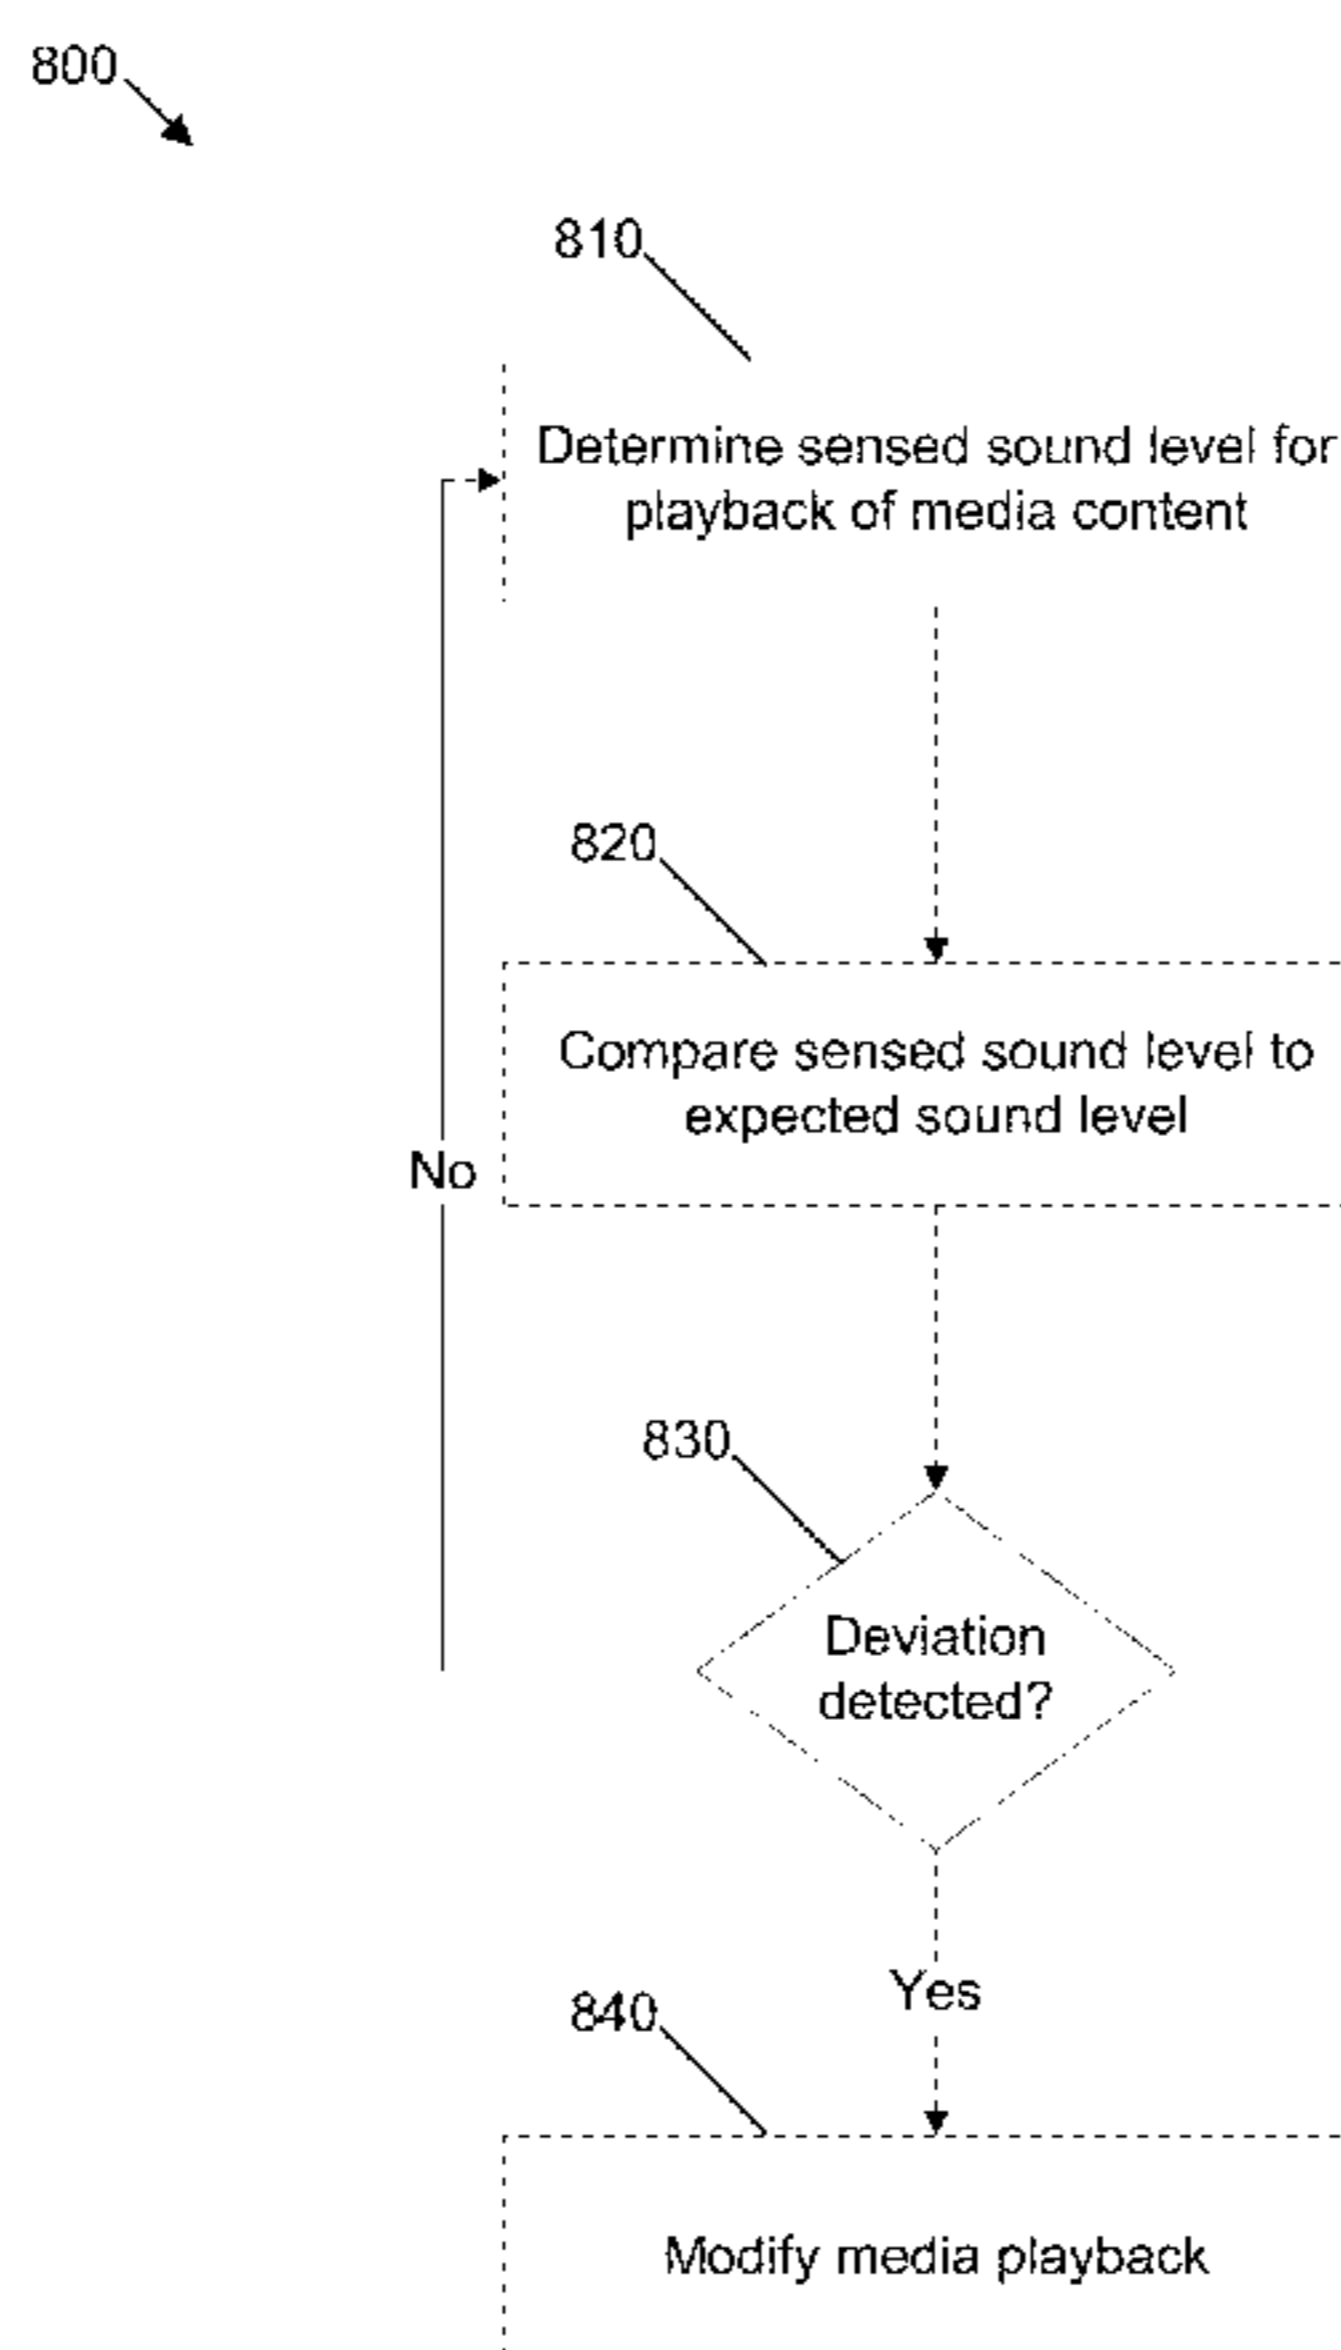 800
810
Determine sensed sound level for
playback of media content
820
Compare sensed sound level to
expected sound level
No
830
Deviation
detected?
Yes
840
Modify media playback